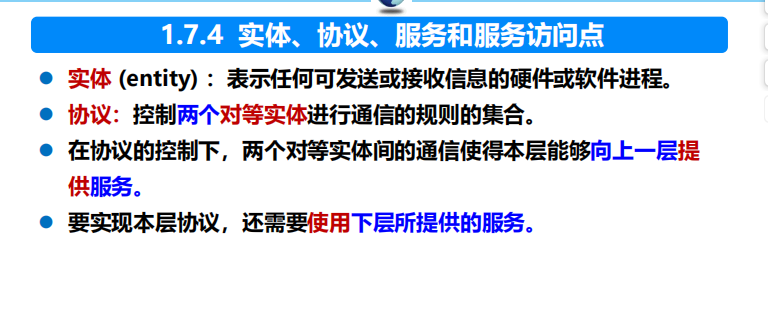 1.7.4 实体、协议、服务和服务访问点
● 实体 (entity) ：表示任何可发送或接收信息的硬件或软件进程。
● 协议：控制两个对等实体进行通信的规则的集合。
● 在协议的控制下，两个对等实体间的通信使得本层能够向上一层提
供服务。
● 要实现本层协议，还需要使用下层所提供的服务。